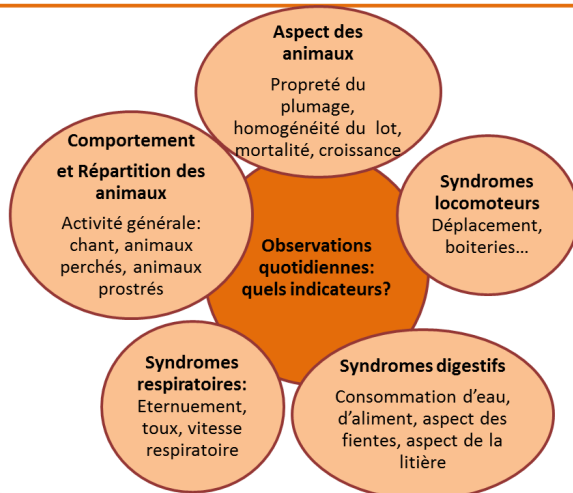 Aspect des
animaux
Propreté du
plumage,
homogénéité du lot,
mortalité, croissance
Comportement
et Répartition des
animaux
Activité générale:
chant, animaux
perchés, animaux
prostrés
Syndromes
locomoteurs
Déplacement,
boiteries...
Observations
quotidiennes:
quels indicateurs?
Syndromes
respiratoires:
Eternuement,
toux, vitesse
respiratoire
Syndromes digestifs
Consommation d'eau,
d'aliment, aspect des
fientes, aspect de la
litière